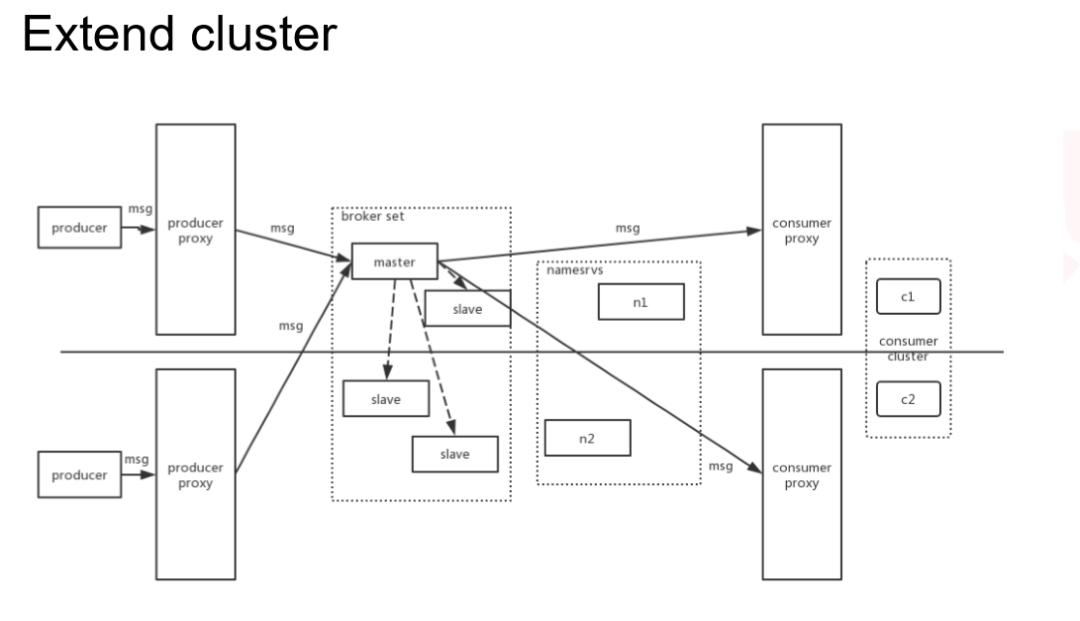 Extend cluster
producer
msg
producer
proxy
msg
broker set
master
slave
slave
slave
msg
namesrvs
n1
n2
consumer
proxy
c1
consumer
cluster
c2
producer
msg
producer
proxy
msg
msg
consumer
proxy